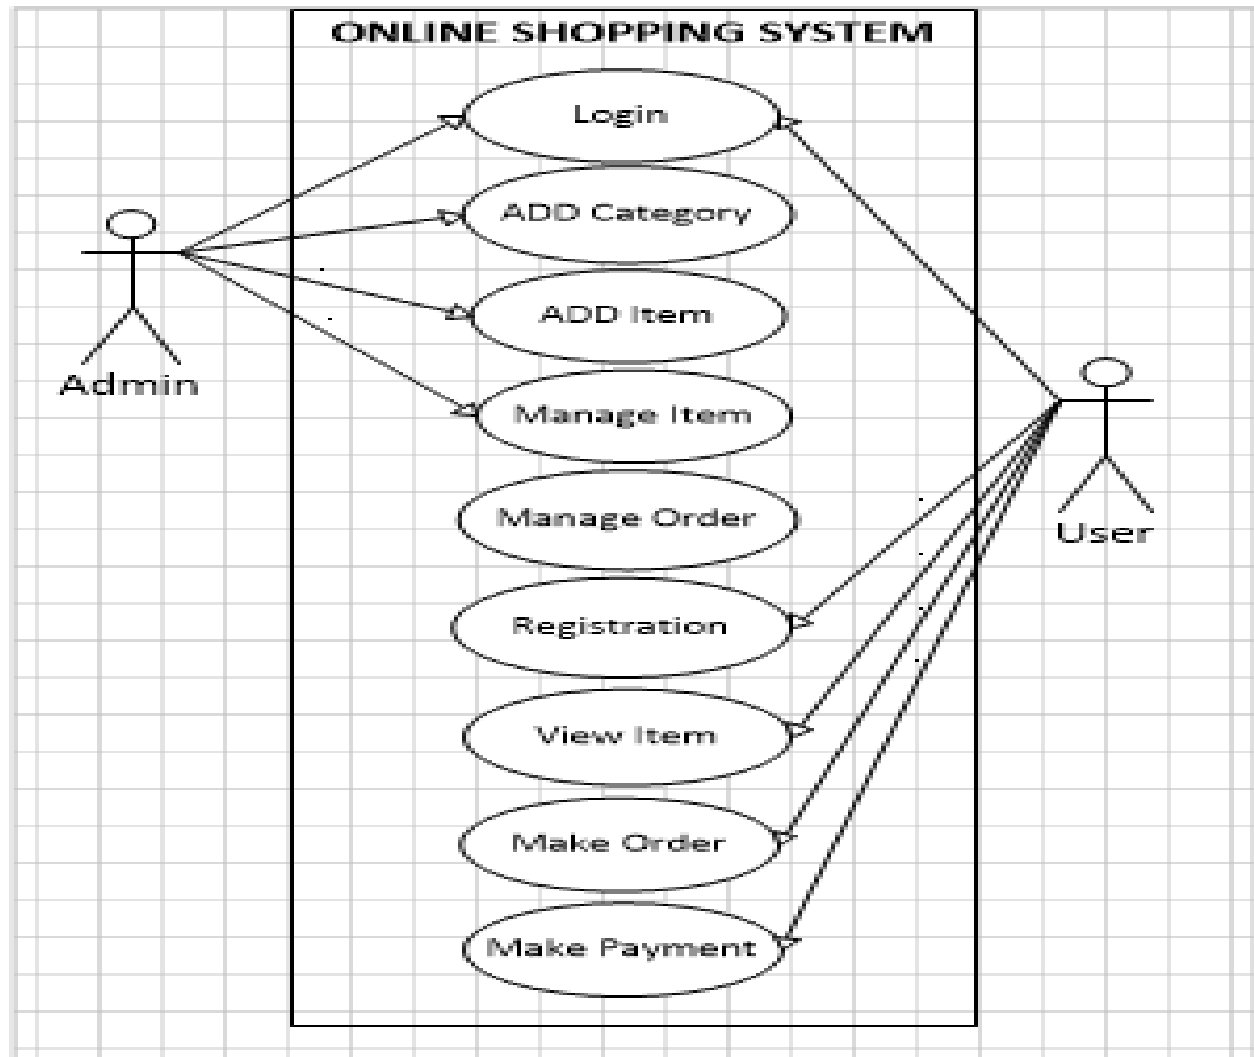 ONLINE SHOPPING SYSTEM
Login
ADD Category
ADD Item
Admin
Manage Item
Manage Order
User
Registration
View Item
Make Order
Make Payment